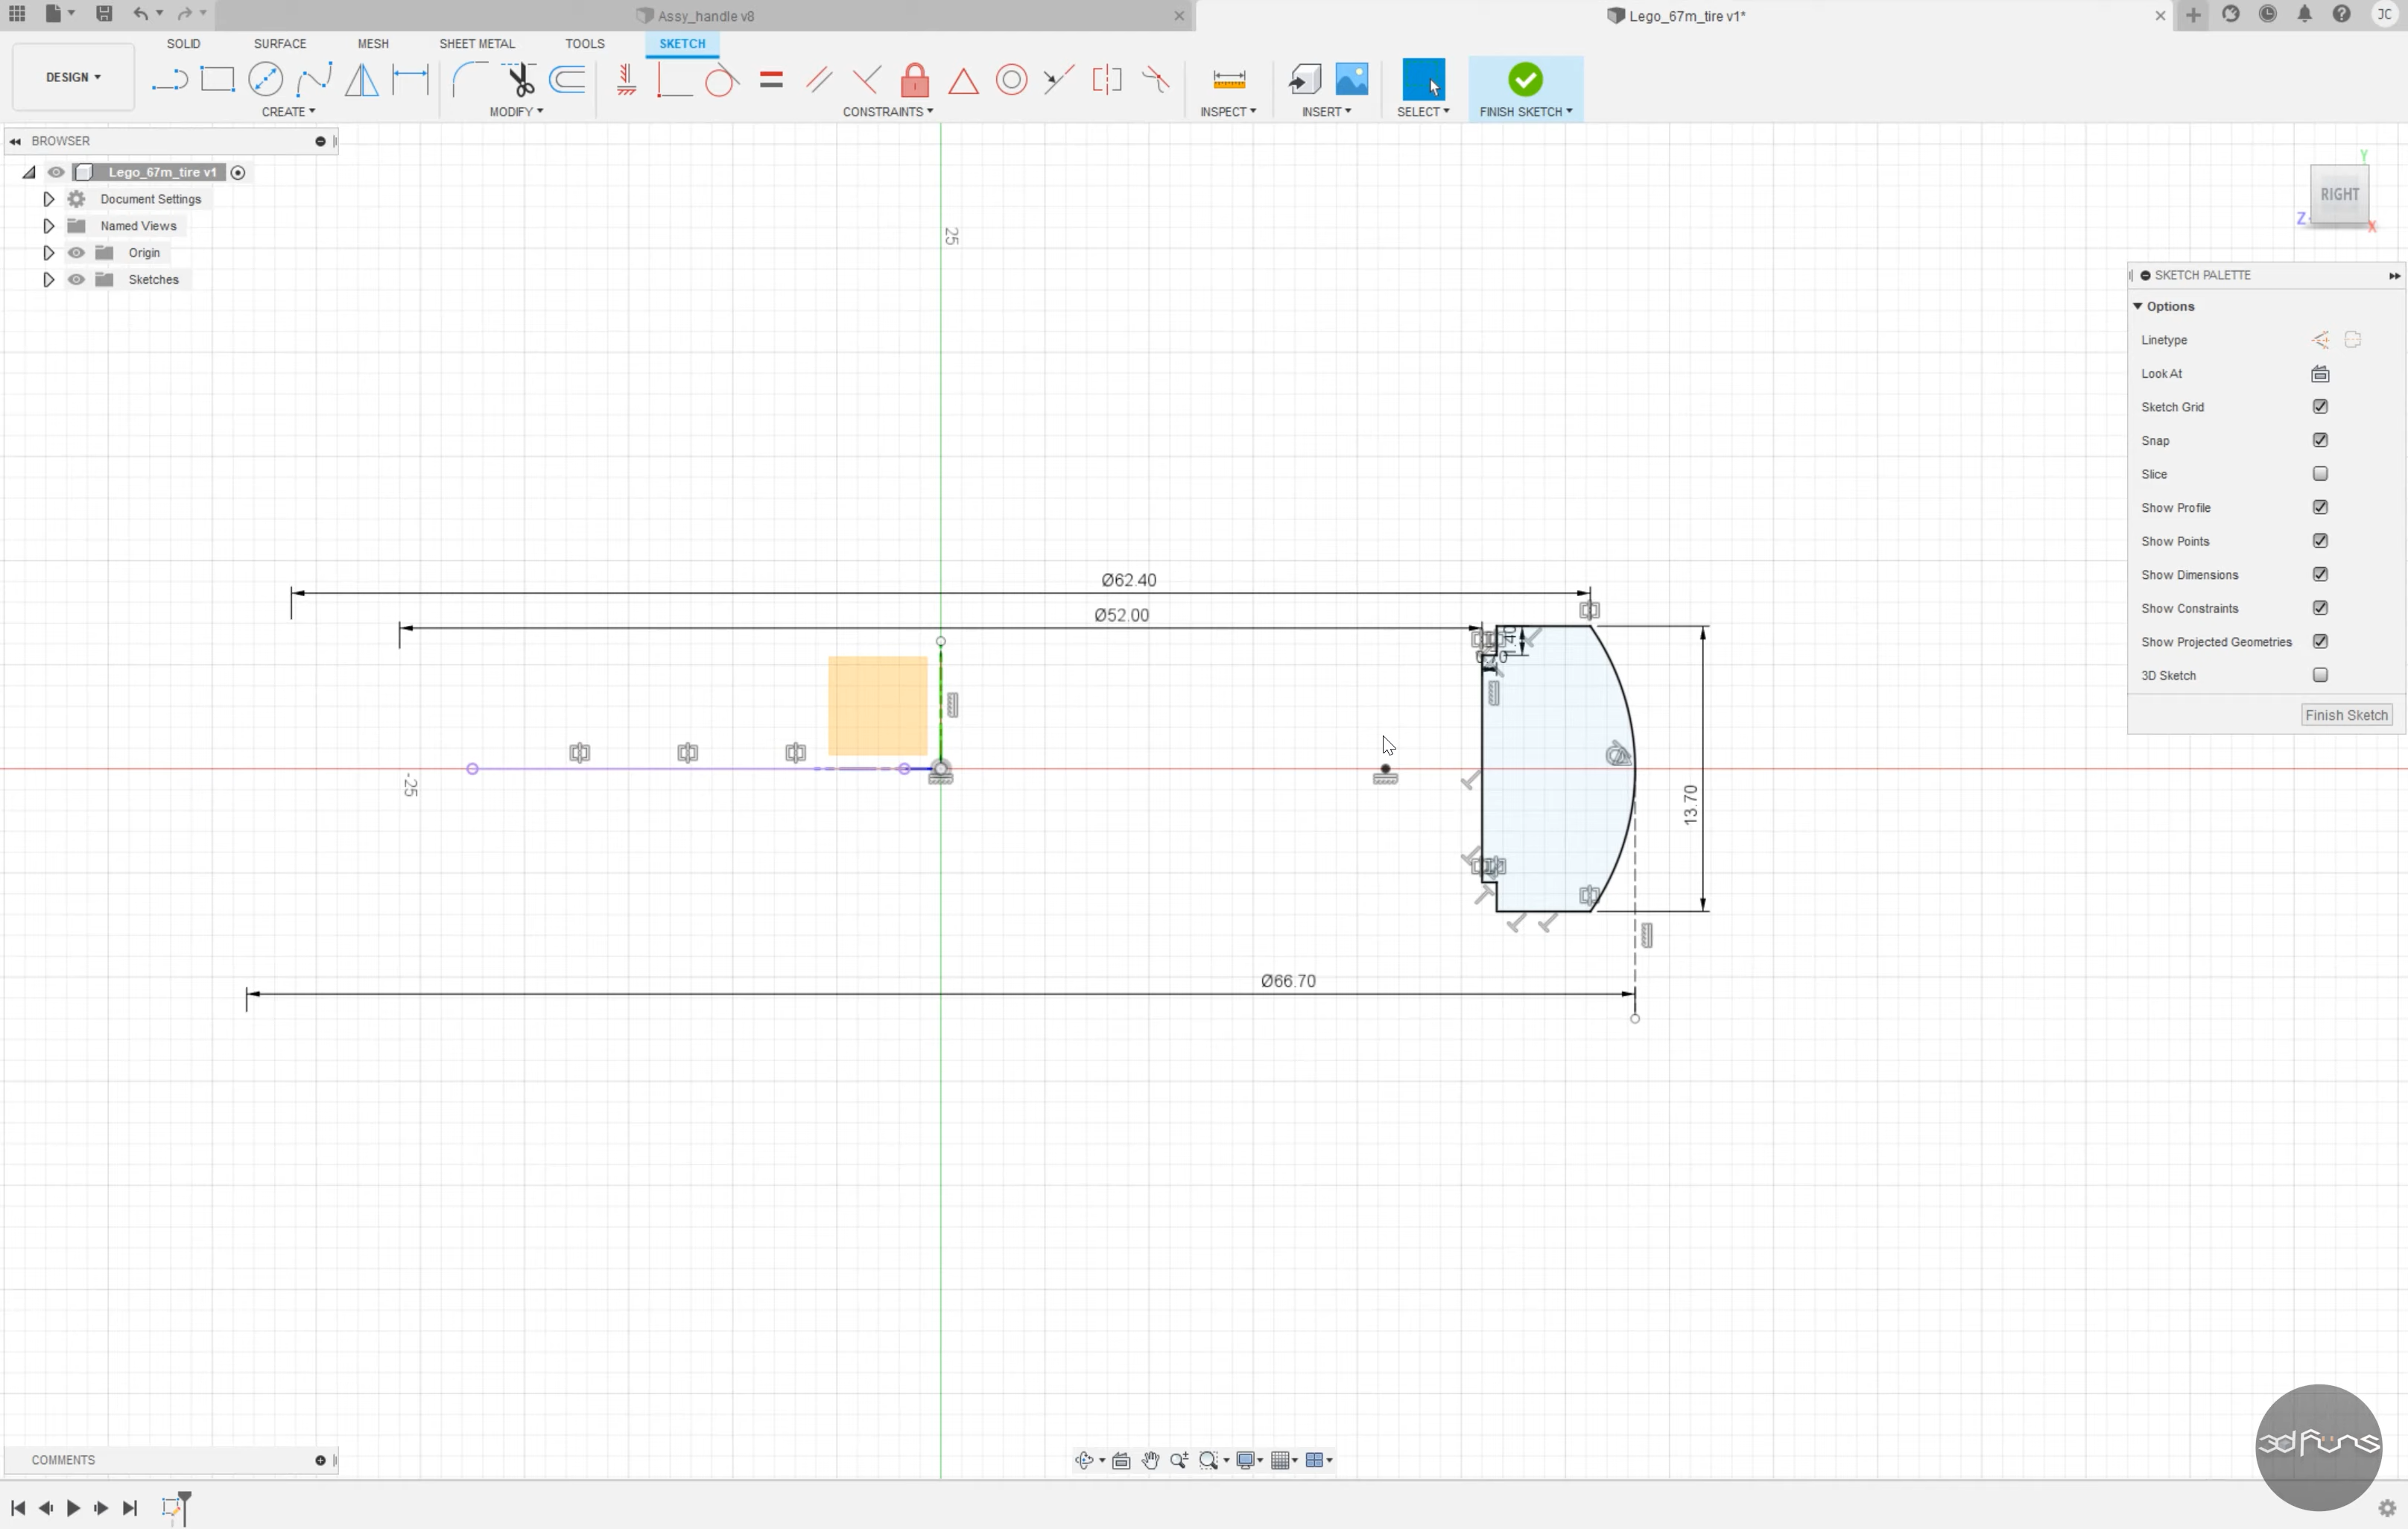 Assy_handle v8
Lego_67m_tire v1*
JC
DESIGN
SOLID
SURFACE
MESH
SHEET METAL
TOOLS
SKETCH
CREATE
MODIFY
CONSTRAINTS
INSPECT
INSERT
SELECT
FINISH SKETCH
BROWSER
Lego_67m_tire v1
Document Settings
Named Views
Origin
Sketches
25
Y
RIGHT
Z
X
SKETCH PALETTE
Options
Linetype
Look At
Sketch Grid
Snap
Slice
Show Profile
Show Points
Show Dimensions
Show Constraints
Show Projected Geometries
3D Sketch
Finish Sketch
Ø62.40
Ø52.00
-25
13.70
Ø66.70
COMMENTS
3dfuns